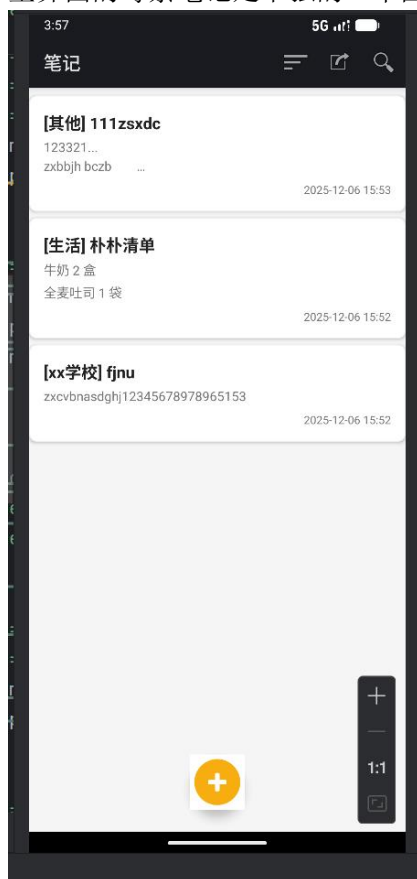 3:57
5G
笔记
[其他] 111zsxdc
123321...
zxbbjh bczb ...
2025-12-06 15:53
[生活] 朴朴清单
牛奶 2 盒
全麦吐司 1 袋
2025-12-06 15:52
[xx学校] fjnu
zxcvbnasdghj12345678978965153
2025-12-06 15:52
1:1